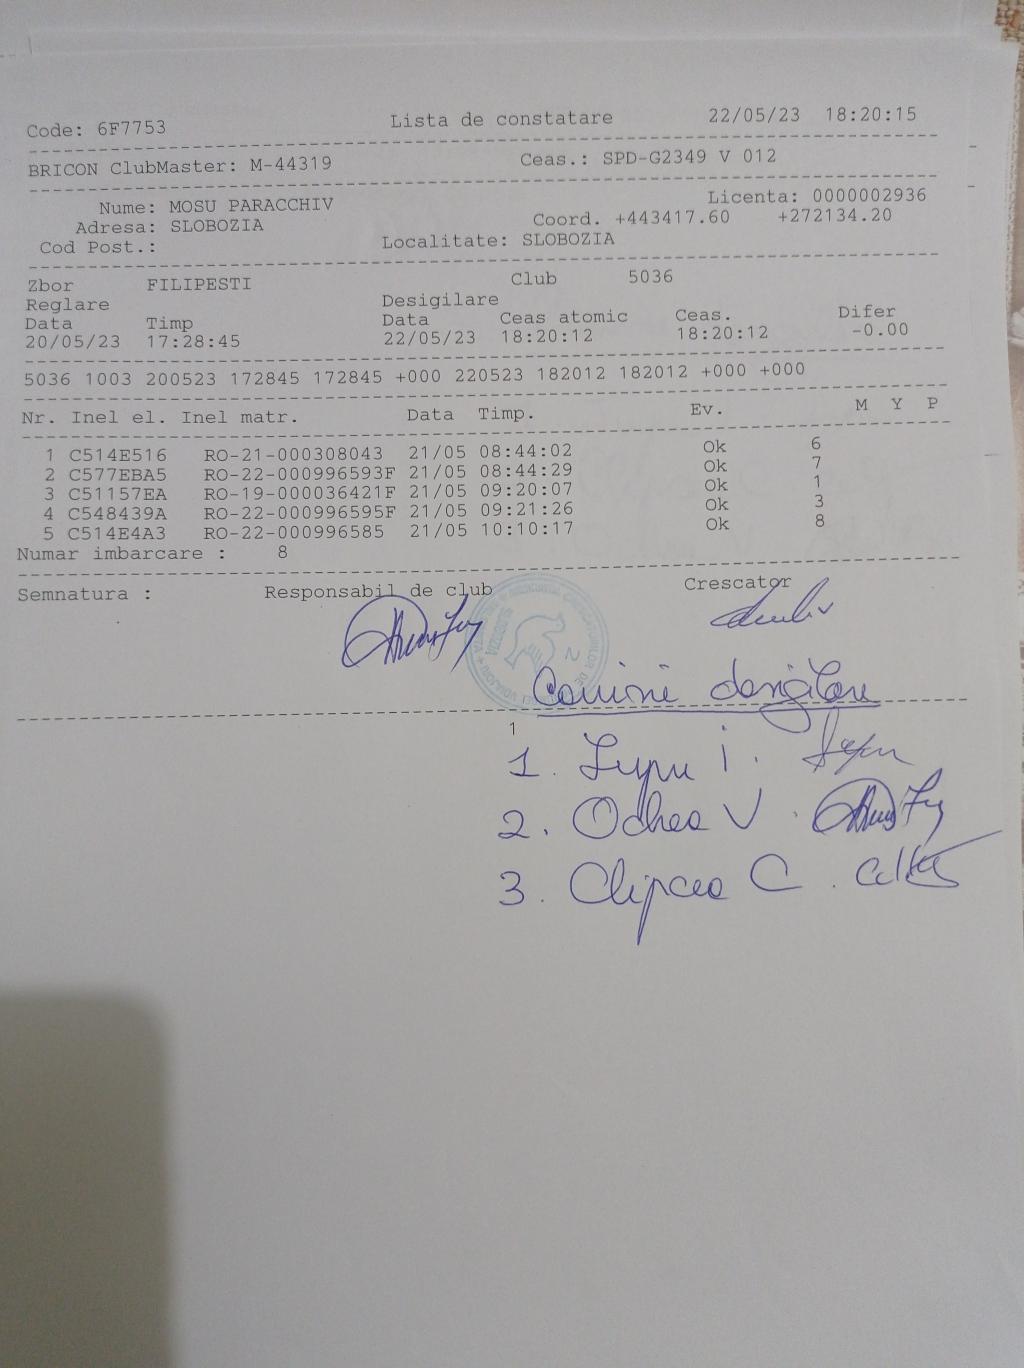 Code: 6F7753 Lista de constatare 22/05/23 18:20:15
BRICON ClubMaster: M-44319 Ceas.: SPD-G2349 V 012
Nume: MOSU PARACCHIV Licenta: 0000002936
Adresa: SLOBOZIA Coord. +443417.60 +272134.20
Cod Post.: Localitate: SLOBOZIA
Zbor FILIPESTI Club 5036
Reglare Desigilare
Data Timp Data Ceas atomic Ceas. Difer
20/05/23 17:28:45 22/05/23 18:20:12 18:20:12 -0.00
5036 1003 200523 172845 172845 +000 220523 182012 182012 +000 +000
Nr. Inel el. Inel matr. Data Timp. Ev. M Y P
1 C514E516 RO-21-000308043 21/05 08:44:02 Ok 6
2 C577EBA5 RO-22-000996593F 21/05 08:44:29 Ok 7
3 C51157EA RO-19-000036421F 21/05 09:20:07 Ok 1
4 C548439A RO-22-000996595F 21/05 09:21:26 Ok 3
5 C514E4A3 RO-22-000996585 21/05 10:10:17 Ok 8
Numar imbarcare : 8
Semnatura : Responsabil de club Crescator
1
1. Lupu i.
2. Ochea V.
3. Clipcea C.